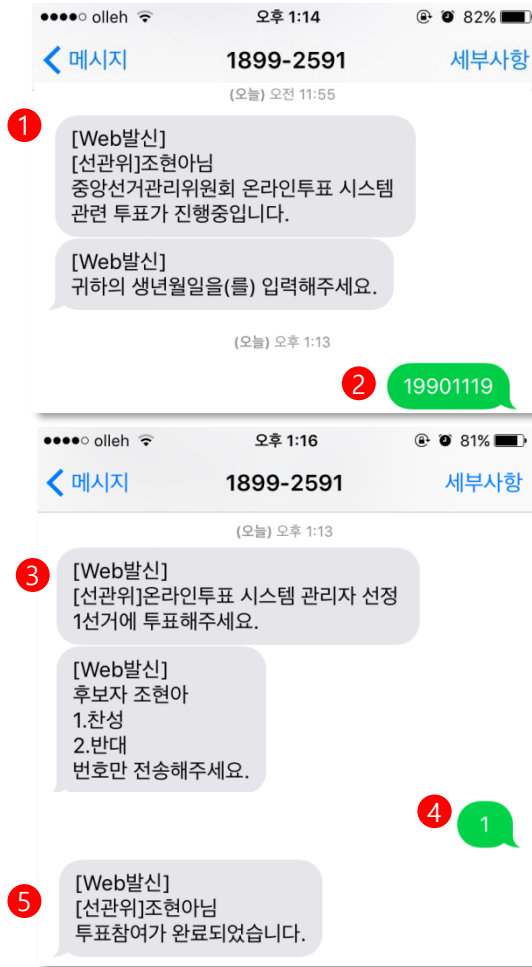 olleh 오후 1:14 82%
메시지 1899-2591 세부사항
(오늘) 오전 11:55
1
[Web발신]
[선관위]조현아님
중앙선거관리위원회 온라인투표 시스템
관련 투표가 진행중입니다.
[Web발신]
귀하의 생년월일을(를) 입력해주세요.
(오늘) 오후 1:13
2 19901119
olleh 오후 1:16 81%
메시지 1899-2591 세부사항
(오늘) 오후 1:13
3
[Web발신]
[선관위]온라인투표 시스템 관리자 선정
1선거에 투표해주세요.
[Web발신]
후보자 조현아
1.찬성
2.반대
번호만 전송해주세요.
4 1
5
[Web발신]
[선관위]조현아님
투표참여가 완료되었습니다.